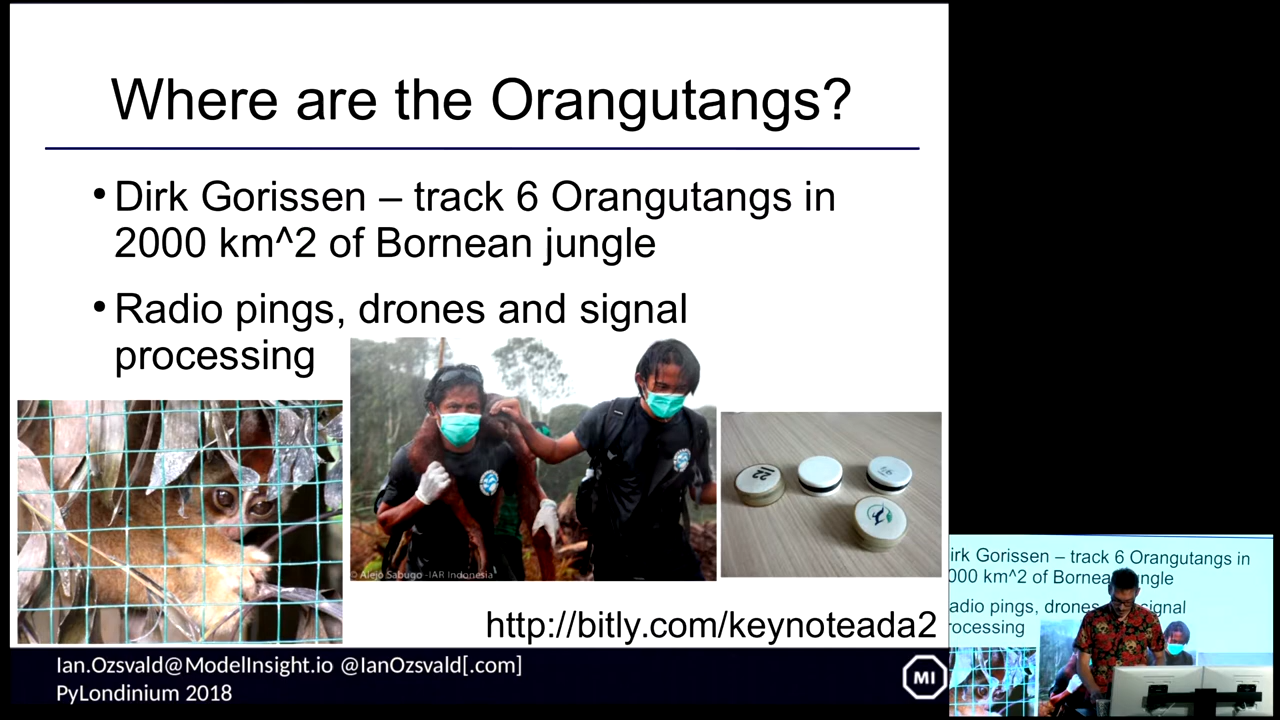 Where are the Orangutangs?
• Dirk Gorissen – track 6 Orangutangs in
2000 km^2 of Bornean jungle
• Radio pings, drones and signal
processing
22
© Alejo Sabugo -IAR Indonesia
http://bitly.com/keynoteada2
Ian.Ozsvald@ModelInsight.io @IanOzsvald[.com]
PyLondinium 2018
MI
irk Gorissen – track 6 Orangutangs in
000 km^2 of Bornea ngle
adio pings, drones signal
rocessing